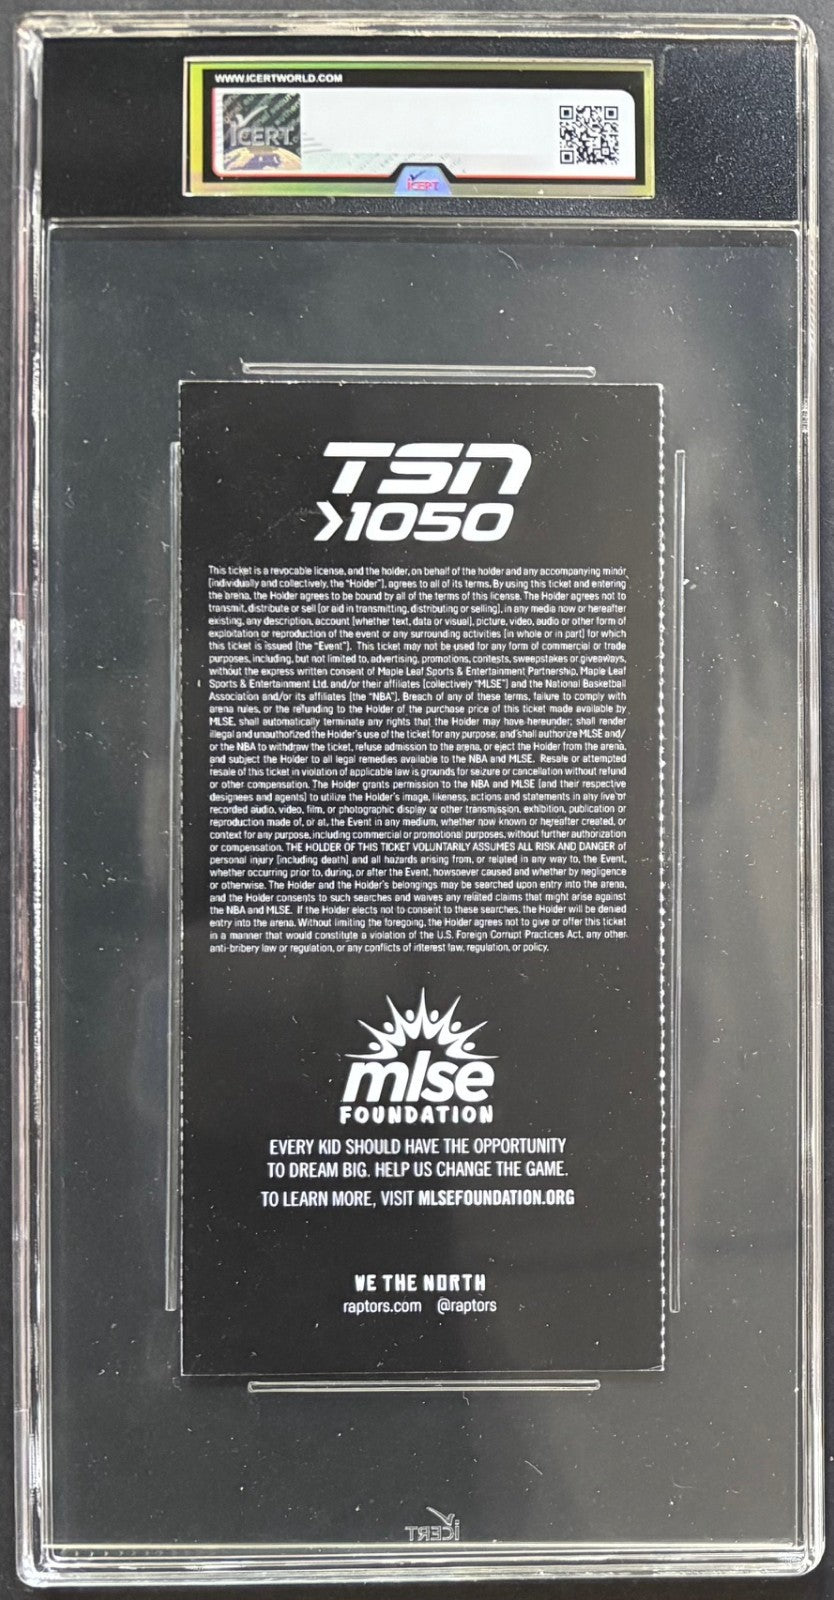 WWW.ICERTWORLD.COM
iCERT
iCERT
TSN
>1050
This ticket is a revocable license, and the holder, on behalf of the holder and any accompanying minor
[individually and collectively, the "Holder"], agrees to all of its terms. By using this ticket and entering
the arena, the Holder agrees to be bound by all of the terms of this license. The Holder agrees not to
transmit, distribute or sell [or aid in transmitting, distributing or selling], in any media now or hereafter
existing, any description, account [whether text, data or visual], picture, video, audio or other form of
exploitation or reproduction of the event or any surrounding activities [in whole or in part] for which
this ticket is issued [the "Event"]. This ticket may not be used for any form of commercial or trade
purposes, including, but not limited to, advertising, promotions, contests, sweepstakes or giveaways,
without the express written consent of Maple Leaf Sports & Entertainment Partnership, Maple Leaf
Sports & Entertainment Ltd. and/or their affiliates [collectively "MLSE"] and the National Basketball
Association and/or its affiliates [the "NBA"]. Breach of any of these terms, failure to comply with
arena rules, or the refunding to the Holder of the purchase price of this ticket made available by
MLSE, shall automatically terminate any rights that the Holder may have hereunder; shall render
illegal and unauthorized the Holder's use of the ticket for any purpose; and shall authorize MLSE and/
or the NBA to withdraw the ticket, refuse admission to the arena, or eject the Holder from the arena,
and subject the Holder to all legal remedies available to the NBA and MLSE. Resale or attempted
resale of this ticket in violation of applicable law is grounds for seizure or cancellation without refund
or other compensation. The Holder grants permission to the NBA and MLSE [and their respective
designees and agents] to utilize the Holder's image, likeness, actions and statements in any live or
recorded audio, video, film, or photographic display or other transmission, exhibition, publication or
reproduction made of, or at, the Event in any medium, whether now known or hereafter created, or
context for any purpose, including commercial or promotional purposes, without further authorization
or compensation. THE HOLDER OF THIS TICKET VOLUNTARILY ASSUMES ALL RISK AND DANGER of
personal injury [including death] and all hazards arising from, or related in any way to, the Event,
whether occurring prior to, during, or after the Event, howsoever caused and whether by negligence
or otherwise. The Holder and the Holder's belongings may be searched upon entry into the arena,
and the Holder consents to such searches and waives any related claims that might arise against
the NBA and MLSE. If the Holder elects not to consent to these searches, the Holder will be denied
entry into the arena. Without limiting the foregoing, the Holder agrees not to give or offer this ticket
in a manner that would constitute a violation of the U.S. Foreign Corrupt Practices Act, any other
anti-bribery law or regulation, or any conflicts of interest law, regulation, or policy.
mlse
FOUNDATION
EVERY KID SHOULD HAVE THE OPPORTUNITY
TO DREAM BIG. HELP US CHANGE THE GAME.
TO LEARN MORE, VISIT MLSEFOUNDATION.ORG
WE THE NORTH
raptors.com @raptors
iCERT